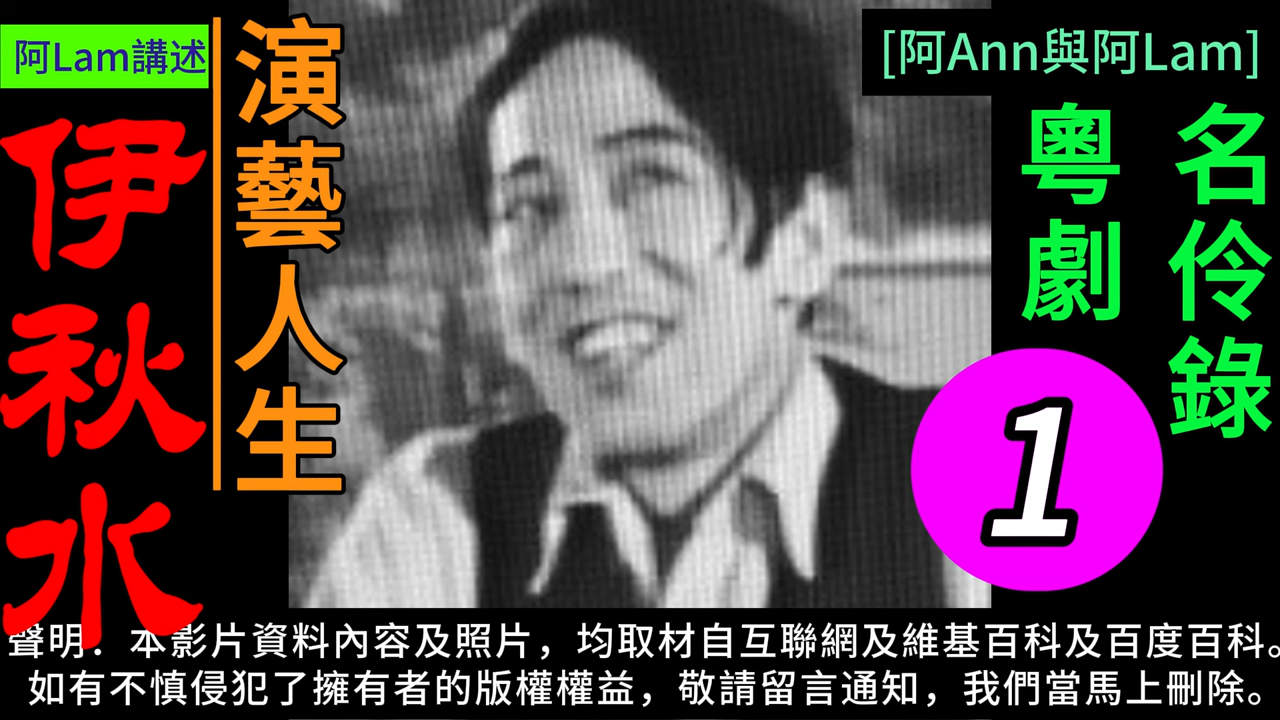 阿Lam講述
伊秋水
演藝人生
[阿Ann與阿Lam]
粵劇
名伶錄
1
聲明．本影片資料內容及照片，均取材自互聯網及維基百科及百度百科。
如有不慎侵犯了擁有者的版權權益，敬請留言通知，我們當馬上刪除。